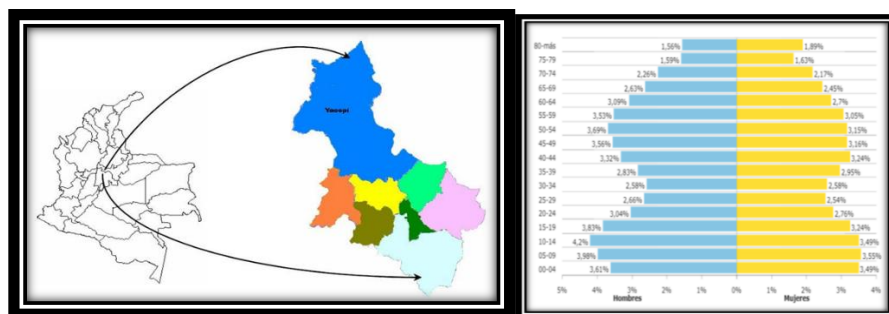 Yacopí
80-más 1,56% 1,89%
75-79 1,59% 1,63%
70-74 2,26% 2,17%
65-69 2,63% 2,45%
60-64 3,09% 2,7%
55-59 3,53% 3,05%
50-54 3,69% 3,15%
45-49 3,56% 3,16%
40-44 3,32% 3,24%
35-39 2,83% 2,95%
30-34 2,58% 2,58%
25-29 2,66% 2,54%
20-24 3,04% 2,76%
15-19 3,83% 3,24%
10-14 4,2% 3,49%
05-09 3,98% 3,55%
00-04 3,61% 3,49%
Hombres Mujeres
5% 4% 3% 2% 1% 0% 1% 2% 3% 4%